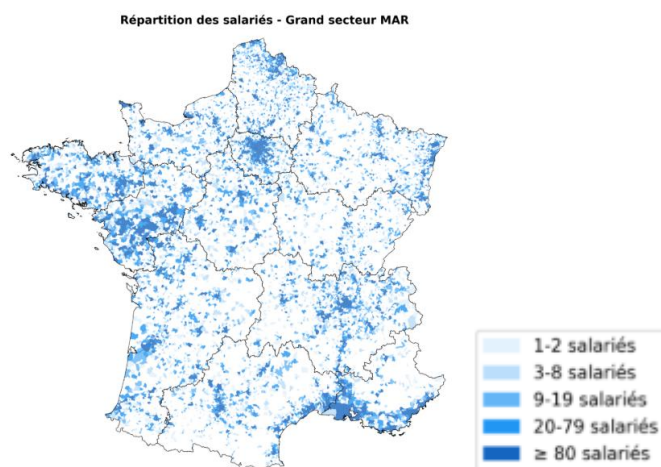 Répartition des salariés - Grand secteur MAR
1-2 salariés
3-8 salariés
9-19 salariés
20-79 salariés
≥ 80 salariés